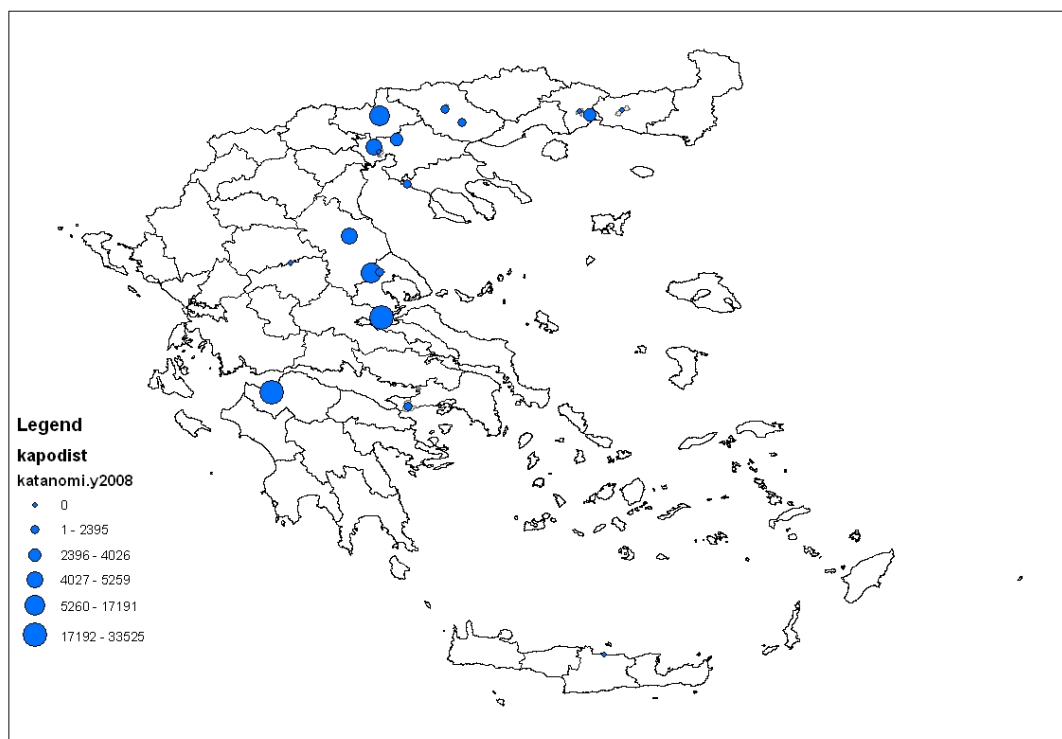 Legend
kapodist
katanomi.y2008
0
1 - 2395
2396 - 4026
4027 - 5259
5260 - 17191
17192 - 33525